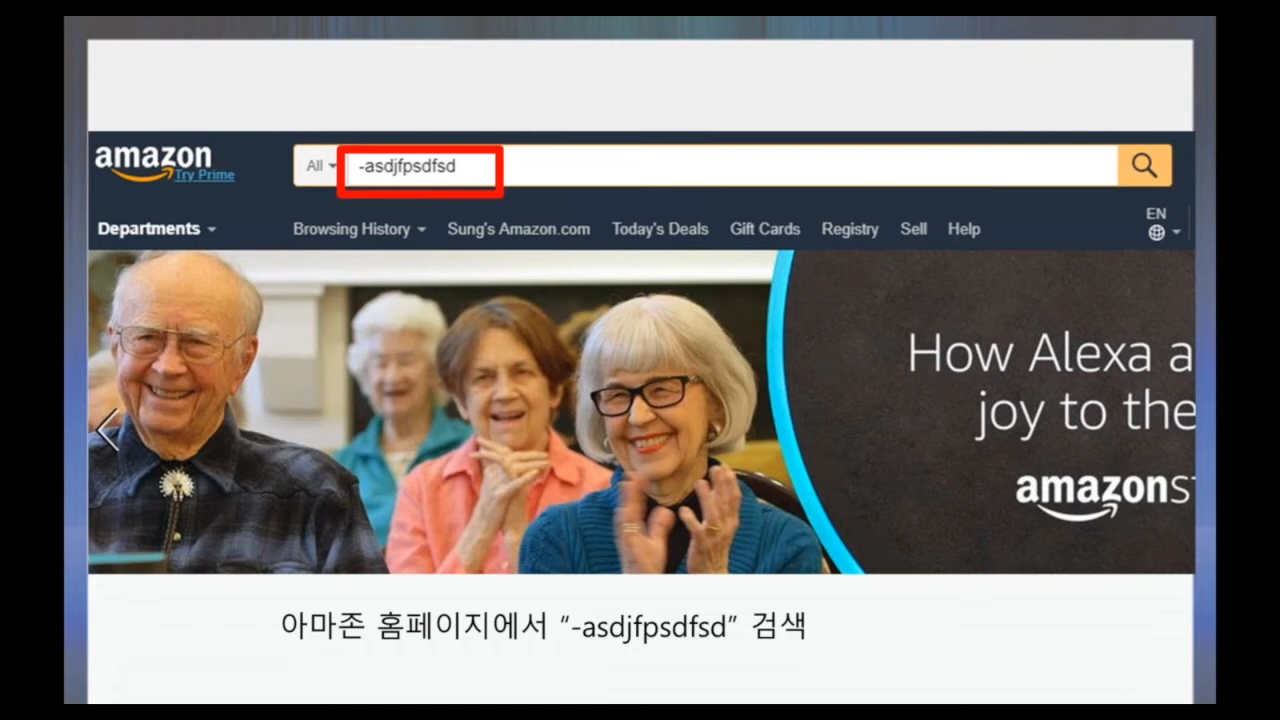 amazon
Try Prime
All
-asdjfpsdfsd
Departments
Browsing History
Sung's Amazon.com
Today's Deals
Gift Cards
Registry
Sell
Help
EN
How Alexa a
joy to the
amazon
아마존 홈페이지에서 “-asdjfpsdfsd” 검색